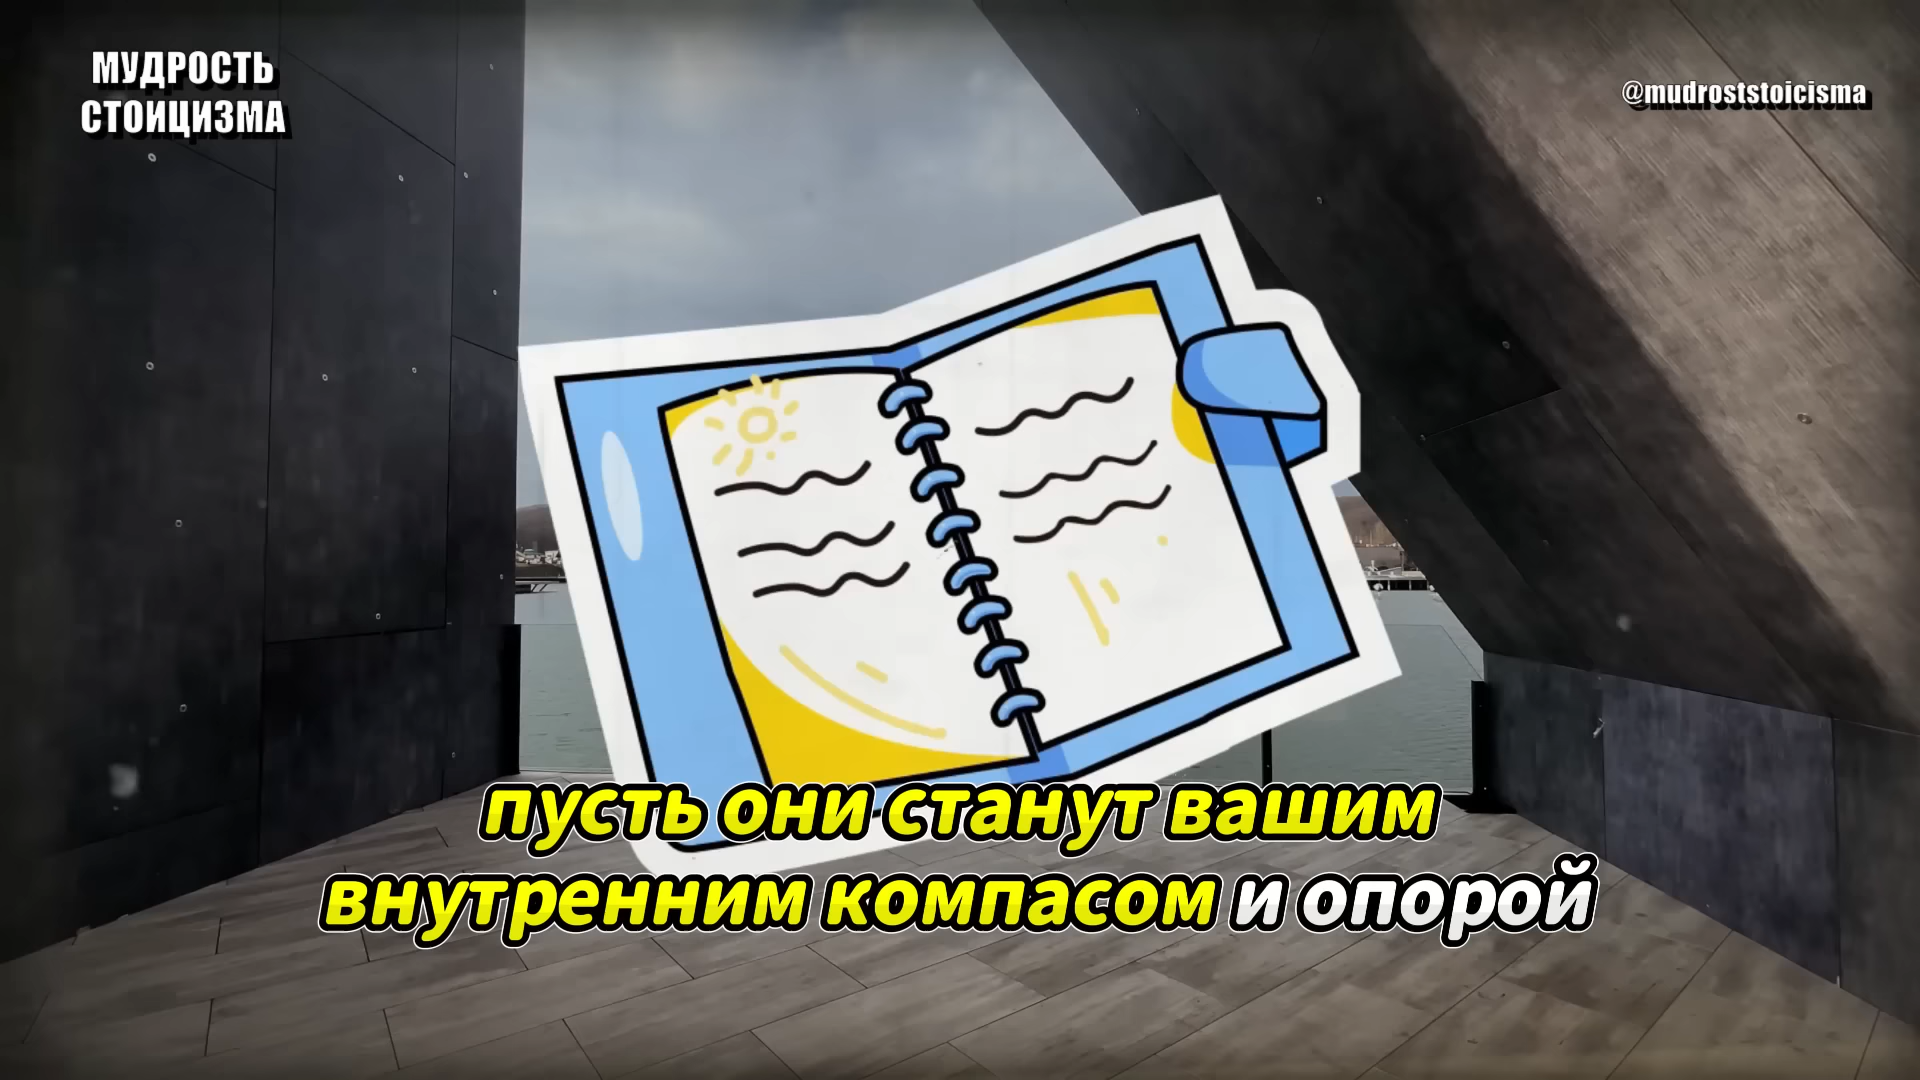 МУДРОСТЬ
СТОИЦИЗМА
@mudroststoicisma
пусть они станут вашим
внутренним компасом и опорой